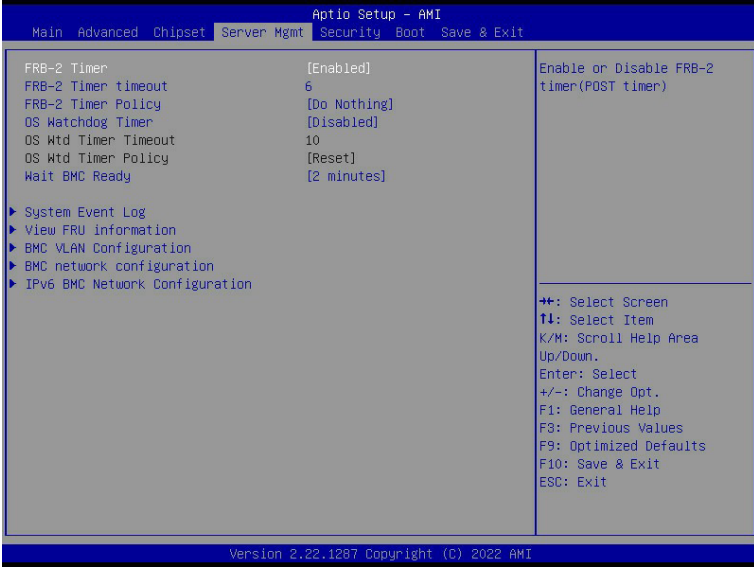 Aptio Setup - AMI
Main Advanced Chipset Server Mgmt Security Boot Save & Exit
FRB-2 Timer [Enabled]
FRB-2 Timer timeout 6
FRB-2 Timer Policy [Do Nothing]
OS Watchdog Timer [Disabled]
OS Wtd Timer Timeout 10
OS Wtd Timer Policy [Reset]
Wait BMC Ready [2 minutes]
System Event Log
View FRU information
BMC VLAN Configuration
BMC network configuration
IPv6 BMC Network Configuration
Enable or Disable FRB-2
timer(POST timer)
→←: Select Screen
↑↓: Select Item
K/M: Scroll Help Area
Up/Down.
Enter: Select
+/-: Change Opt.
F1: General Help
F3: Previous Values
F9: Optimized Defaults
F10: Save & Exit
ESC: Exit
Version 2.22.1287 Copyright (C) 2022 AMI